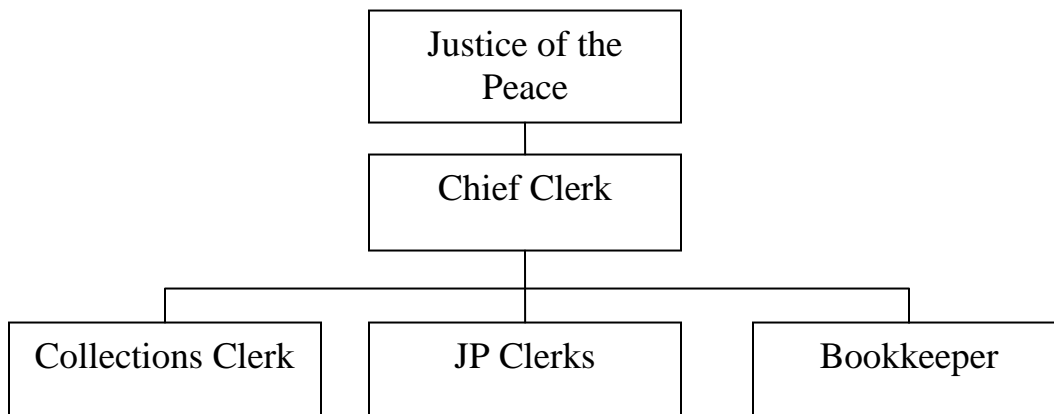 Justice of the
Peace
Chief Clerk
Collections Clerk
JP Clerks
Bookkeeper